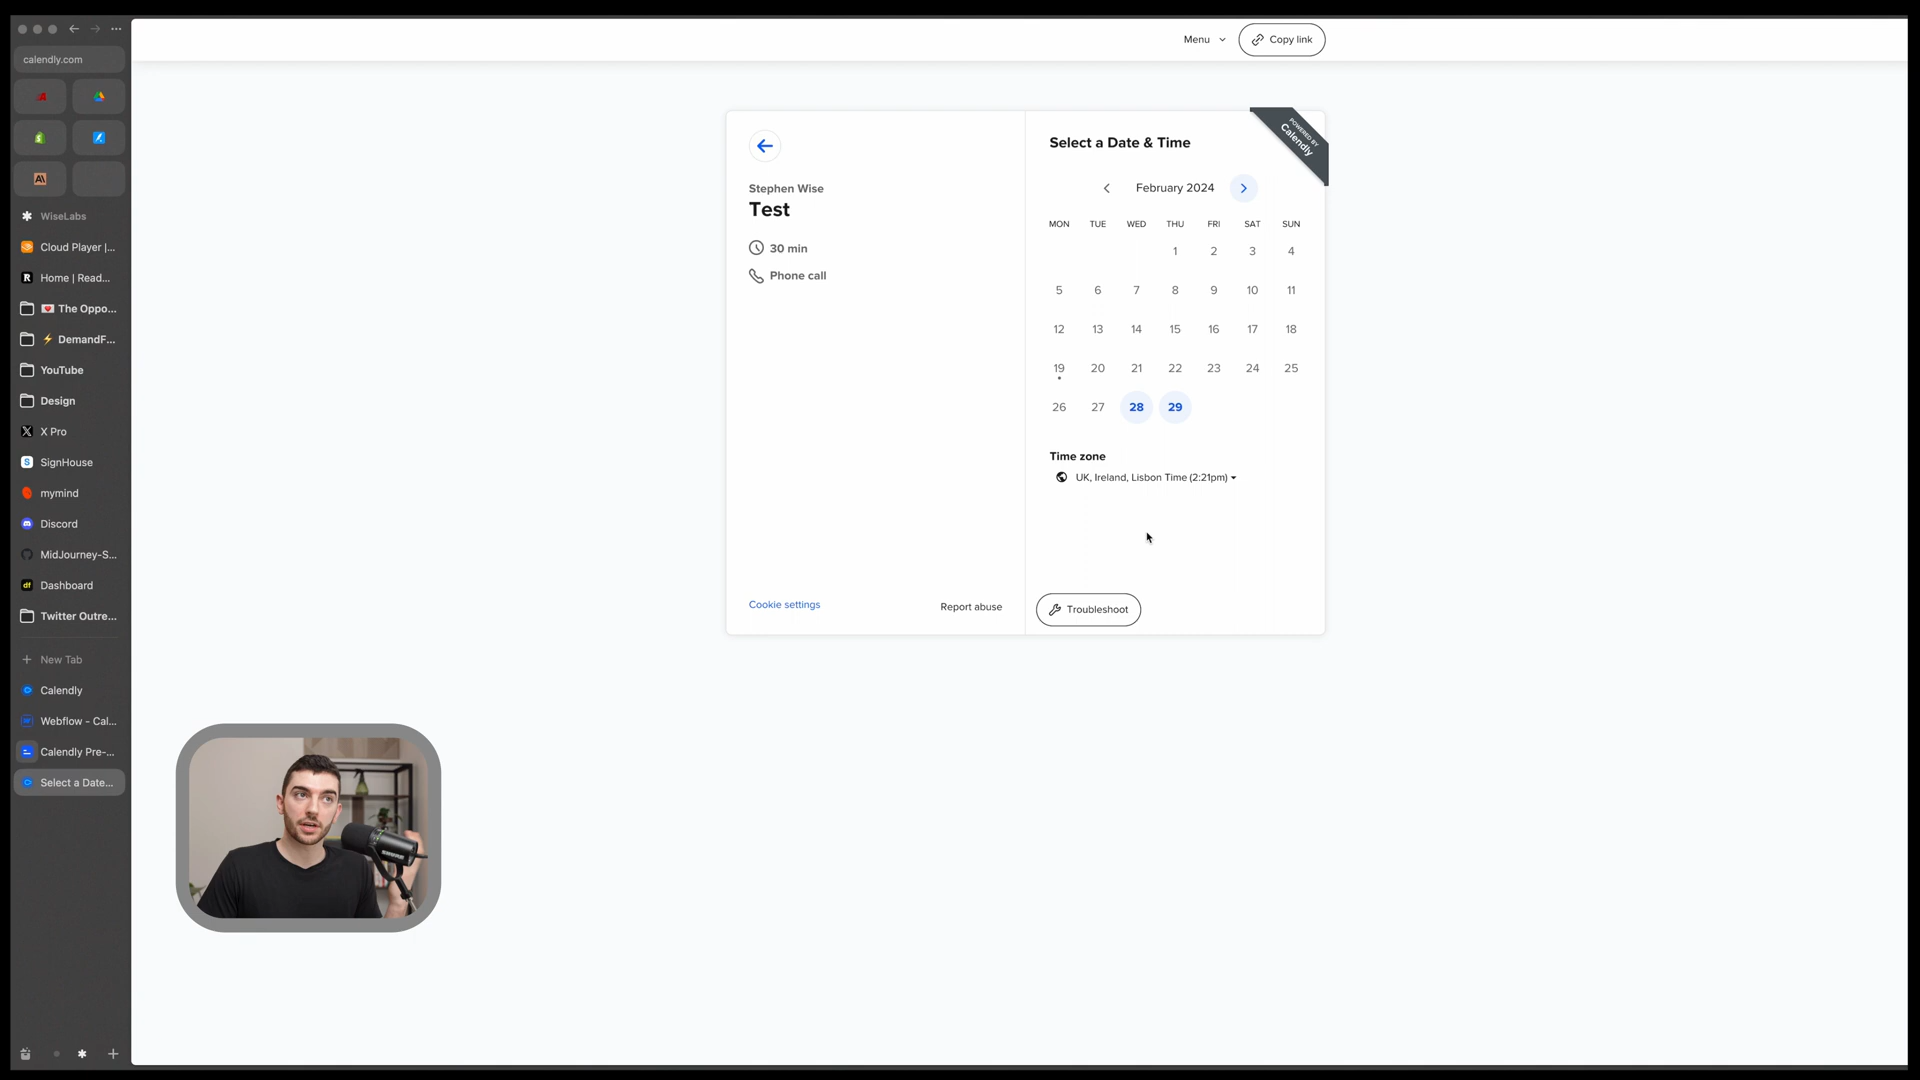 calendly.com
WiseLabs
Cloud Player |...
Home | Read...
The Oppo...
DemandF...
YouTube
Design
X Pro
SignHouse
mymind
Discord
MidJourney-S...
Dashboard
Twitter Outre...
New Tab
Calendly
Webflow - Cal...
Calendly Pre-...
Select a Date...
Menu
Copy link
Stephen Wise
Test
30 min
Phone call
Cookie settings
Report abuse
POWERED BY
Calendly
Select a Date & Time
February 2024
MON TUE WED THU FRI SAT SUN
1 2 3 4
5 6 7 8 9 10 11
12 13 14 15 16 17 18
19 20 21 22 23 24 25
26 27 28 29
Time zone
UK, Ireland, Lisbon Time (2:21pm)
Troubleshoot